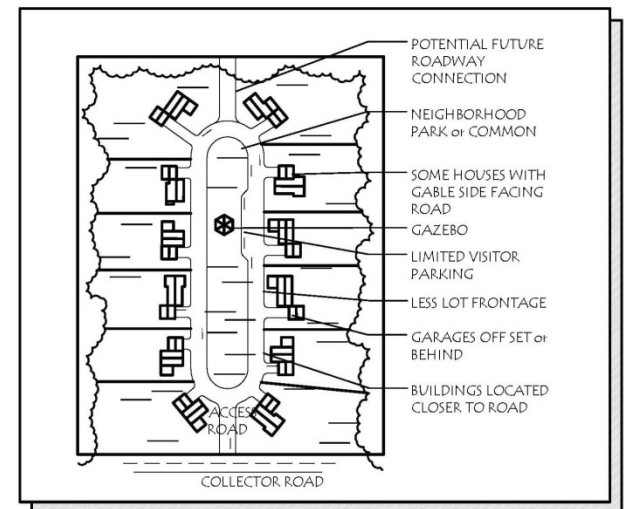 POTENTIAL FUTURE
ROADWAY
CONNECTION
NEIGHBORHOOD
PARK or COMMON
SOME HOUSES WITH
GABLE SIDE FACING
ROAD
GAZEBO
LIMITED VISITOR
PARKING
LESS LOT FRONTAGE
GARAGES OFF SET or
BEHIND
BUILDINGS LOCATED
CLOSER TO ROAD
ACCESS
ROAD
COLLECTOR ROAD